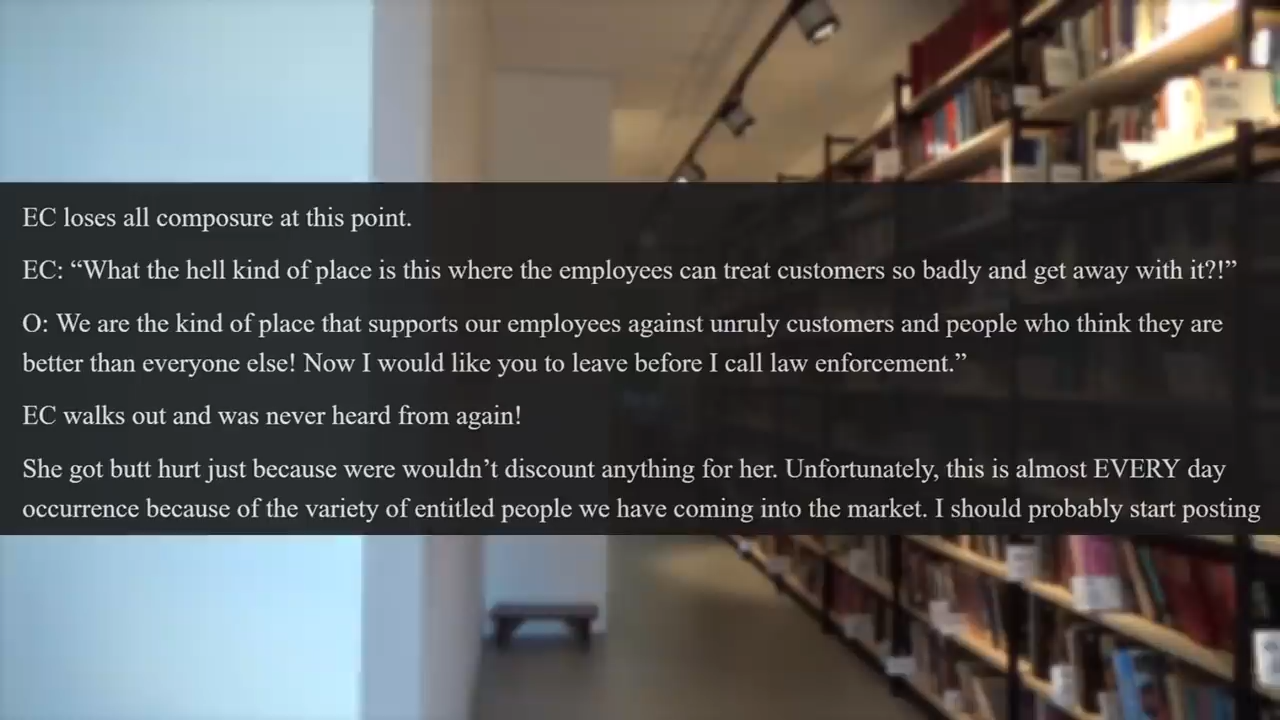 EC loses all composure at this point.
EC: “What the hell kind of place is this where the employees can treat customers so badly and get away with it?!”
O: We are the kind of place that supports our employees against unruly customers and people who think they are
better than everyone else! Now I would like you to leave before I call law enforcement.”
EC walks out and was never heard from again!
She got butt hurt just because were wouldn’t discount anything for her. Unfortunately, this is almost EVERY day
occurrence because of the variety of entitled people we have coming into the market. I should probably start posting